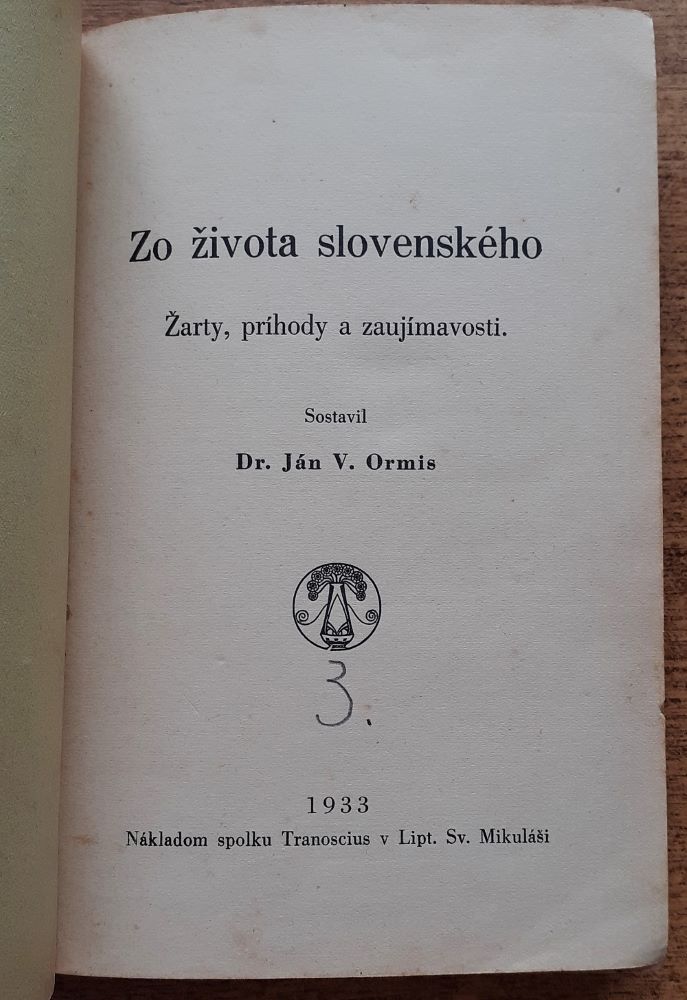 Zo života slovenského
Žarty, príhody a zaujímavosti.
Sostavil
Dr. Ján V. Ormis
3.
1933
Nákladom spolku Tranoscius v Lipt. Sv. Mikuláši